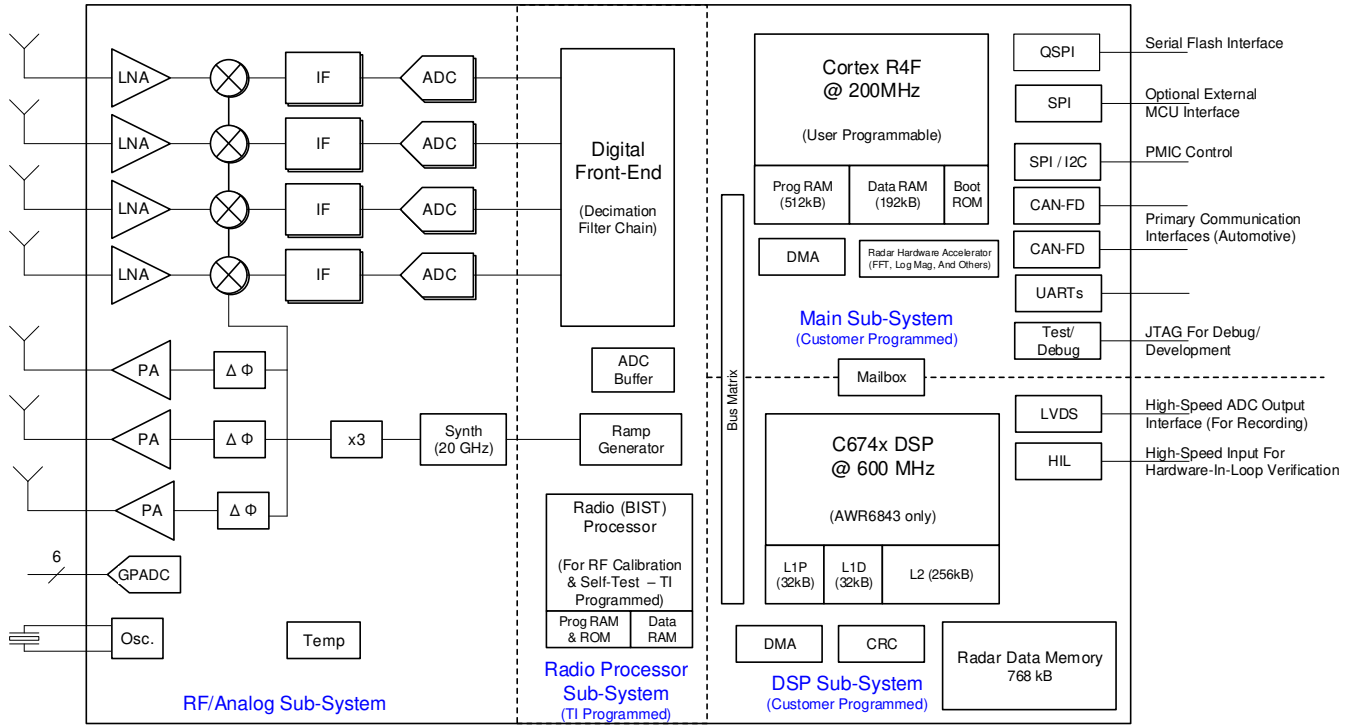 LNA
IF
ADC
LNA
IF
ADC
LNA
IF
ADC
LNA
IF
ADC
PA
Δ Φ
PA
Δ Φ
x3
Synth
(20 GHz)
PA
Δ Φ
6
GPADC
Osc.
Temp
RF/Analog Sub-System
Digital
Front-End
(Decimation
Filter Chain)
ADC
Buffer
Ramp
Generator
Radio (BIST)
Processor
(For RF Calibration
& Self-Test – TI
Programmed)
Prog RAM
& ROM
Data
RAM
Radio Processor
Sub-System
(TI Programmed)
Cortex R4F
@ 200MHz
(User Programmable)
Prog RAM
(512kB)
Data RAM
(192kB)
Boot
ROM
DMA
Radar Hardware Accelerator
(FFT, Log Mag, And Others)
Main Sub-System
(Customer Programmed)
Bus Matrix
Mailbox
C674x DSP
@ 600 MHz
(AWR6843 only)
L1P
(32kB)
L1D
(32kB)
L2 (256kB)
DMA
CRC
Radar Data Memory
768 kB
DSP Sub-System
(Customer Programmed)
QSPI
Serial Flash Interface
SPI
Optional External
MCU Interface
SPI / I2C
PMIC Control
CAN-FD
CAN-FD
Primary Communication
Interfaces (Automotive)
UARTs
Test/
Debug
JTAG For Debug/
Development
LVDS
High-Speed ADC Output
Interface (For Recording)
HIL
High-Speed Input For
Hardware-In-Loop Verification